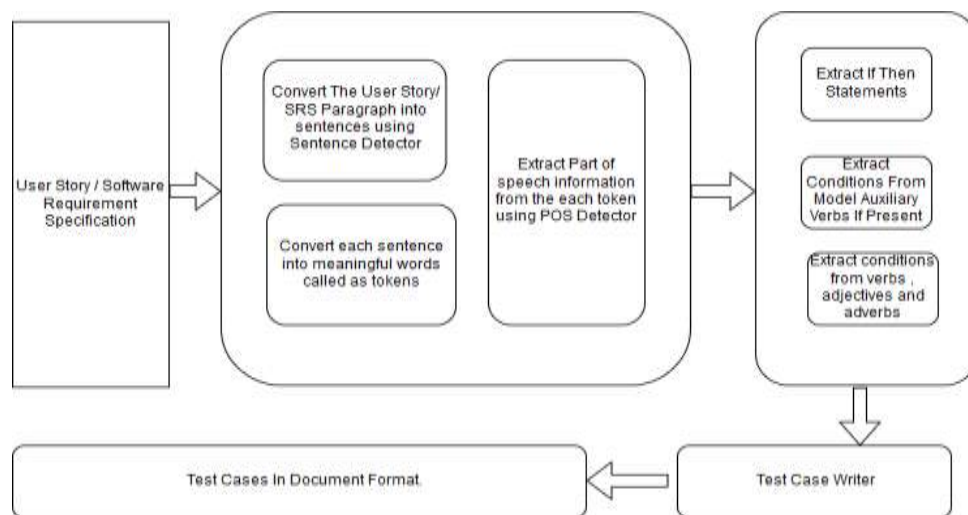 User Story / Software
Requirement
Specification
Convert The User Story/
SRS Paragraph into
sentences using
Sentence Detector
Convert each sentence
into meaningful words
called as tokens
Extract Part of
speech information
from the each token
using POS Detector
Extract If Then
Statements
Extract
Conditions From
Model Auxiliary
Verbs If Present
Extract conditions
from verbs ,
adjectives and
adverbs
Test Case Writer
Test Cases In Document Format.